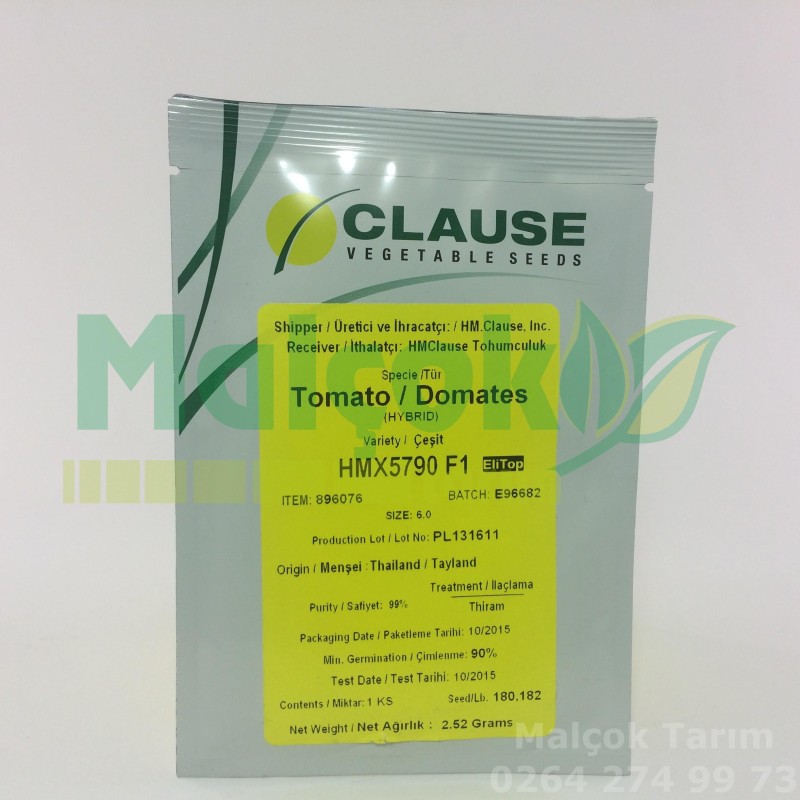 CLAUSE
VEGETABLE SEEDS
Shipper / Üretici ve İhracatçı: / HM.Clause, Inc.
Receiver / İthalatçı: HMClause Tohumculuk
Specie /Tür
Tomato / Domates
(HYBRID)
Variety / Çeşit
HMX5790 F1 EliTop
ITEM: 896076 BATCH: E96682
SIZE: 6.0
Production Lot / Lot No: PL131611
Origin / Menşei : Thailand / Tayland
Treatment / İlaçlama
Purity / Safiyet: 99% Thiram
Packaging Date / Paketleme Tarihi: 10/2015
Min. Germination / Çimlenme: 90%
Test Date / Test Tarihi: 10/2015
Contents / Miktar: 1 KS Seed/Lb. 180,182
Net Weight / Net Ağırlık : 2.52 Grams
Malçok
Malçok Tarım
0264 274 99 73